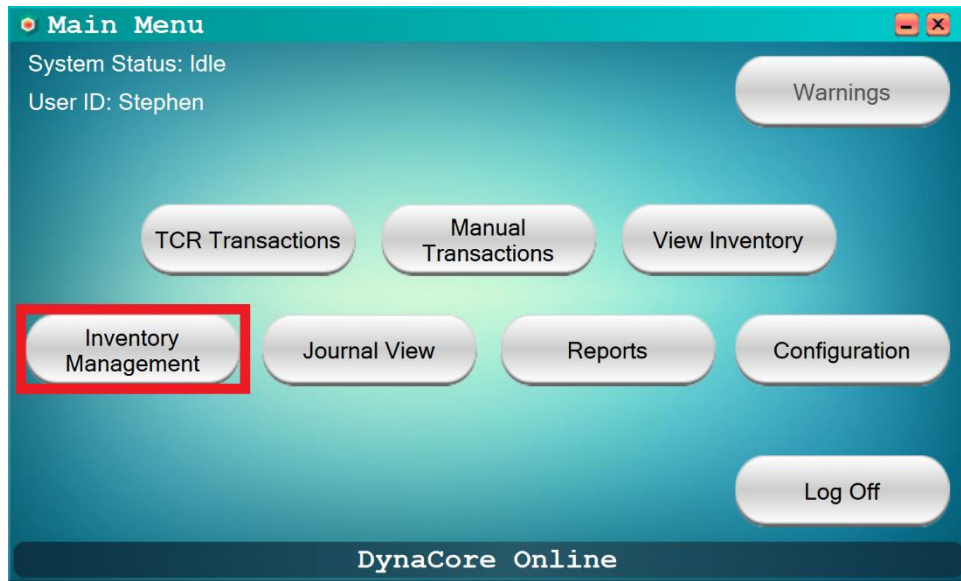 Main Menu
System Status: Idle
User ID: Stephen
Warnings
TCR Transactions
Manual
Transactions
View Inventory
Inventory
Management
Journal View
Reports
Configuration
Log Off
DynaCore Online